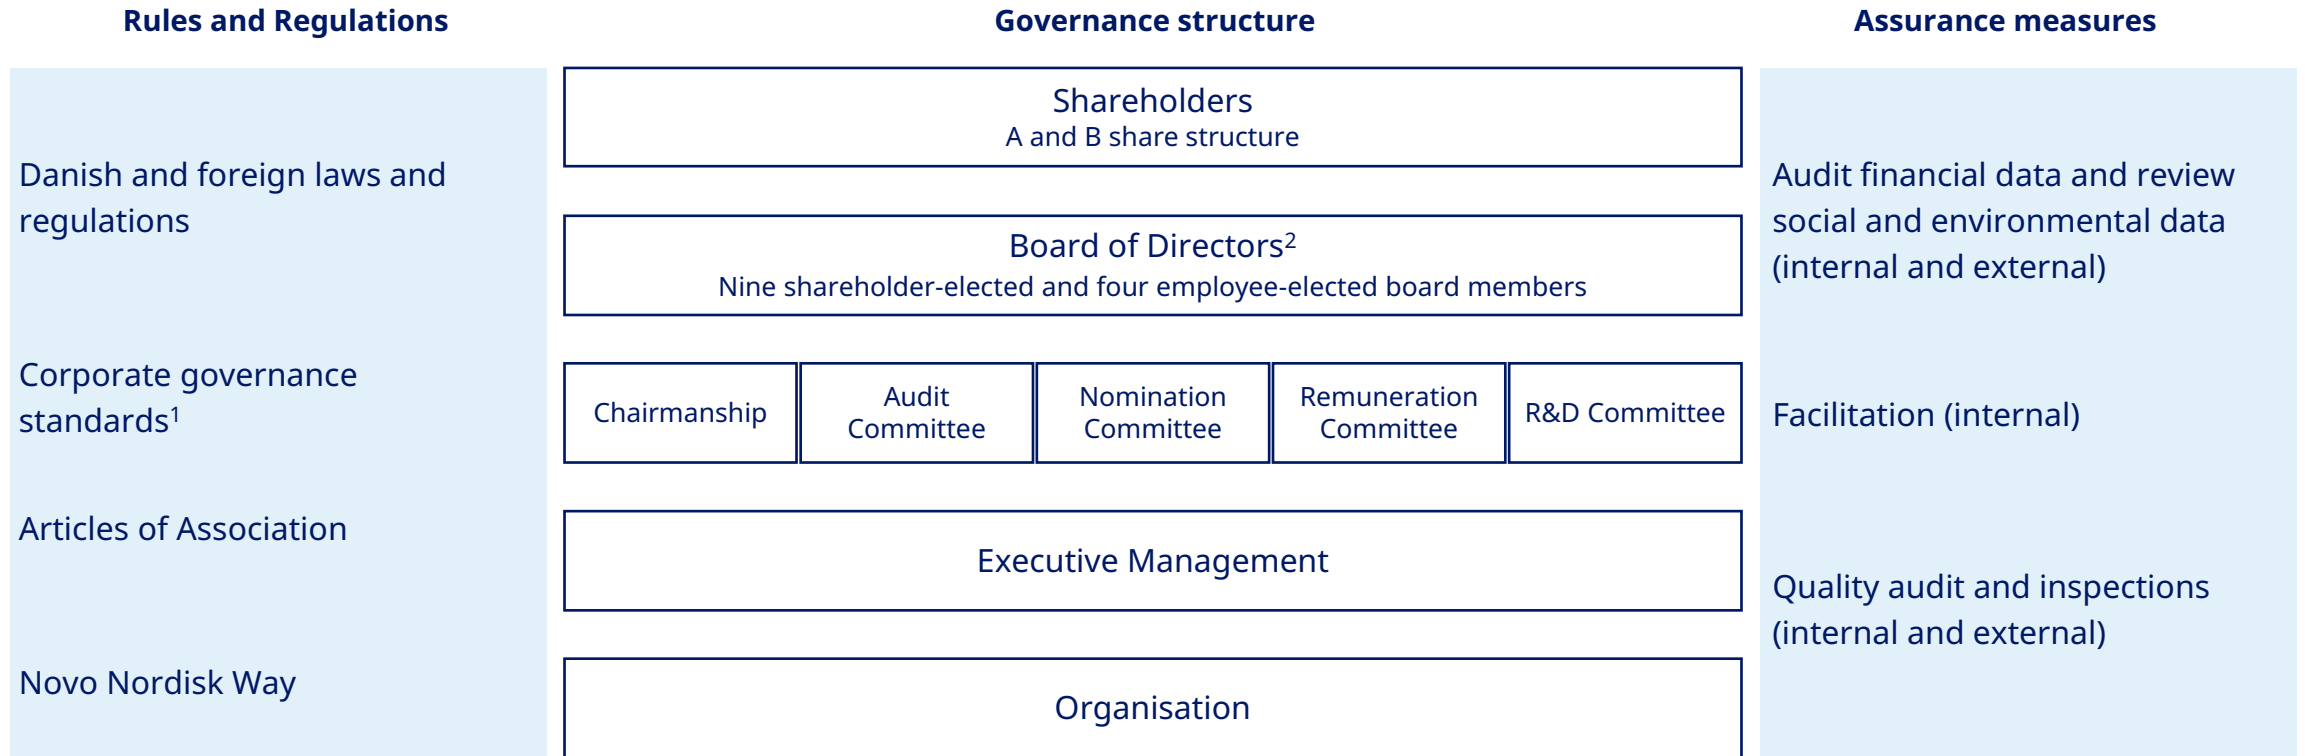 Rules and Regulations
Danish and foreign laws and
regulations
Corporate governance
standards¹
Articles of Association
Novo Nordisk Way
Governance structure
Shareholders
A and B share structure
Board of Directors²
Nine shareholder-elected and four employee-elected board members
Chairmanship
Audit
Committee
Nomination
Committee
Remuneration
Committee
R&D Committee
Executive Management
Organisation
Assurance measures
Audit financial data and review
social and environmental data
(internal and external)
Facilitation (internal)
Quality audit and inspections
(internal and external)